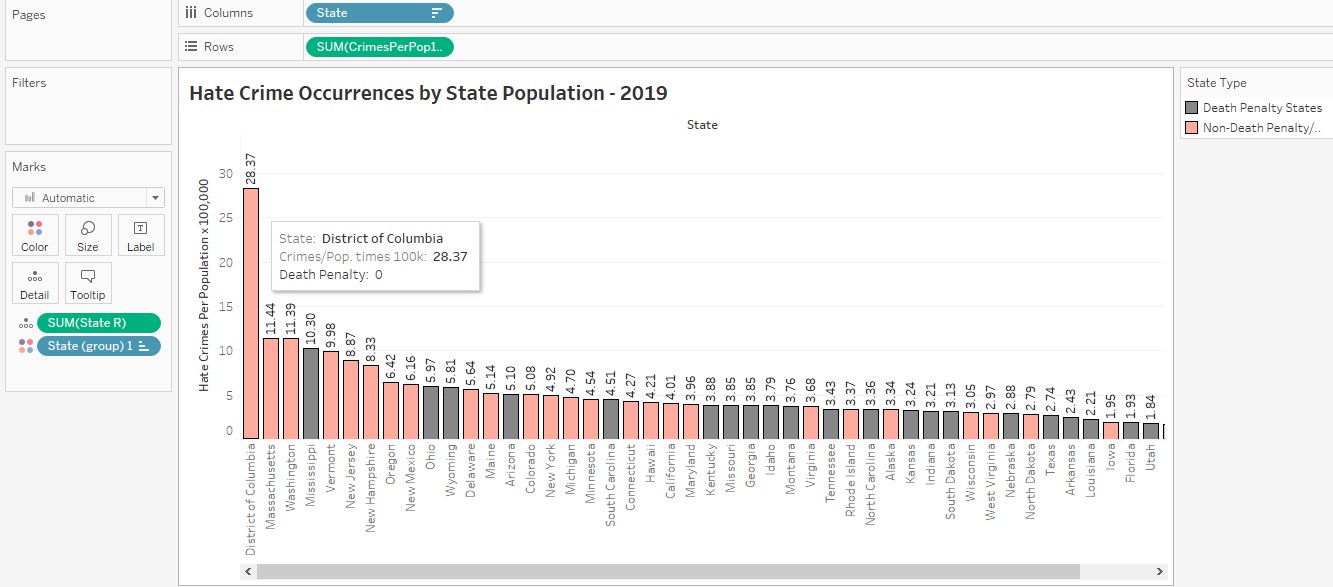 Pages
Columns
State
Rows
SUM(CrimesPerPop1..
Filters
Marks
Automatic
Color
Size
Label
Detail
Tooltip
SUM(State R)
State (group) 1
Hate Crime Occurrences by State Population - 2019
State
Hate Crimes Per Population x 100,000
30
25
20
15
10
5
0
28.37
11.44
11.39
10.30
9.98
8.87
8.33
6.42
6.16
5.97
5.81
5.64
5.14
5.10
5.08
4.92
4.70
4.54
4.51
4.27
4.21
4.01
3.96
3.88
3.85
3.85
3.79
3.76
3.68
3.43
3.37
3.36
3.34
3.24
3.21
3.13
3.05
2.97
2.88
2.79
2.74
2.43
2.21
1.95
1.93
1.84
State: District of Columbia
Crimes/Pop. times 100k: 28.37
Death Penalty: 0
District of Columbia
Massachusetts
Washington
Mississippi
Vermont
New Jersey
New Hampshire
Oregon
New Mexico
Ohio
Wyoming
Delaware
Maine
Arizona
Colorado
New York
Michigan
Minnesota
South Carolina
Connecticut
Hawaii
California
Maryland
Kentucky
Missouri
Georgia
Idaho
Montana
Virginia
Tennessee
Rhode Island
North Carolina
Alaska
Kansas
Indiana
South Dakota
Wisconsin
West Virginia
Nebraska
North Dakota
Texas
Arkansas
Louisiana
Iowa
Florida
Utah
State Type
Death Penalty States
Non-Death Penalty/..